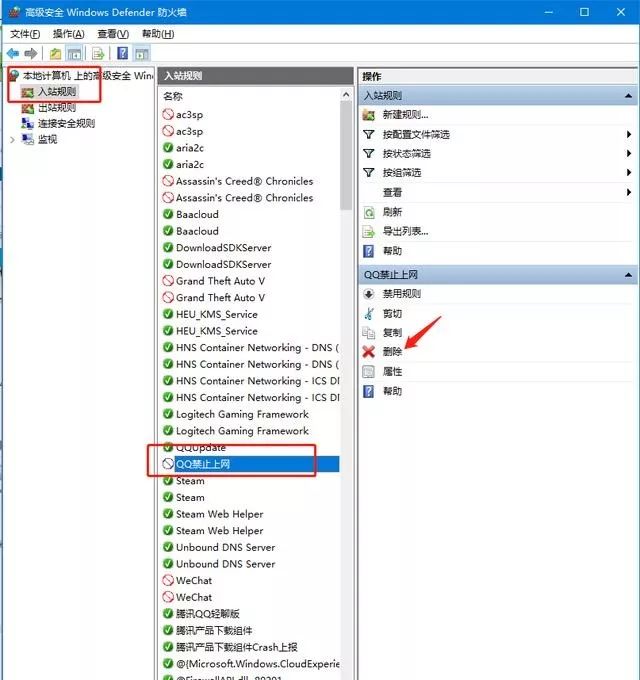 高级安全 Windows Defender 防火墙
文件(F) 操作(A) 查看(V) 帮助(H)
本地计算机 上的高级安全 Win
入站规则
出站规则
连接安全规则
监视
入站规则
名称
ac3sp
ac3sp
aria2c
aria2c
Assassin's Creed® Chronicles
Assassin's Creed® Chronicles
Baacloud
Baacloud
DownloadSDKServer
DownloadSDKServer
Grand Theft Auto V
Grand Theft Auto V
HEU_KMS_Service
HEU_KMS_Service
HNS Container Networking - DNS (
HNS Container Networking - DNS (
HNS Container Networking - ICS DN
HNS Container Networking - ICS DN
Logitech Gaming Framework
Logitech Gaming Framework
QQUpdate
QQ禁止上网
Steam
Steam
Steam Web Helper
Steam Web Helper
Unbound DNS Server
Unbound DNS Server
WeChat
WeChat
腾讯QQ轻聊版
腾讯产品下载组件
腾讯产品下载组件Crash上报
@{Microsoft.Windows.CloudExperie
@FirewallAPI.dll,-80201
操作
入站规则
新建规则...
按配置文件筛选
按状态筛选
按组筛选
查看
刷新
导出列表...
帮助
QQ禁止上网
禁用规则
剪切
复制
删除
属性
帮助